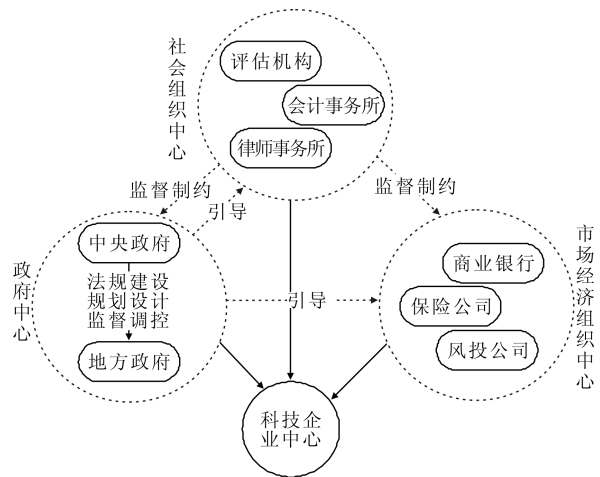 社会组织中心
评估机构
会计事务所
律师事务所
监督制约
引导
监督制约
政府中心
中央政府
法规建设
规划设计
监督调控
地方政府
引导
市场经济组织中心
商业银行
保险公司
风投公司
科技企
业中心